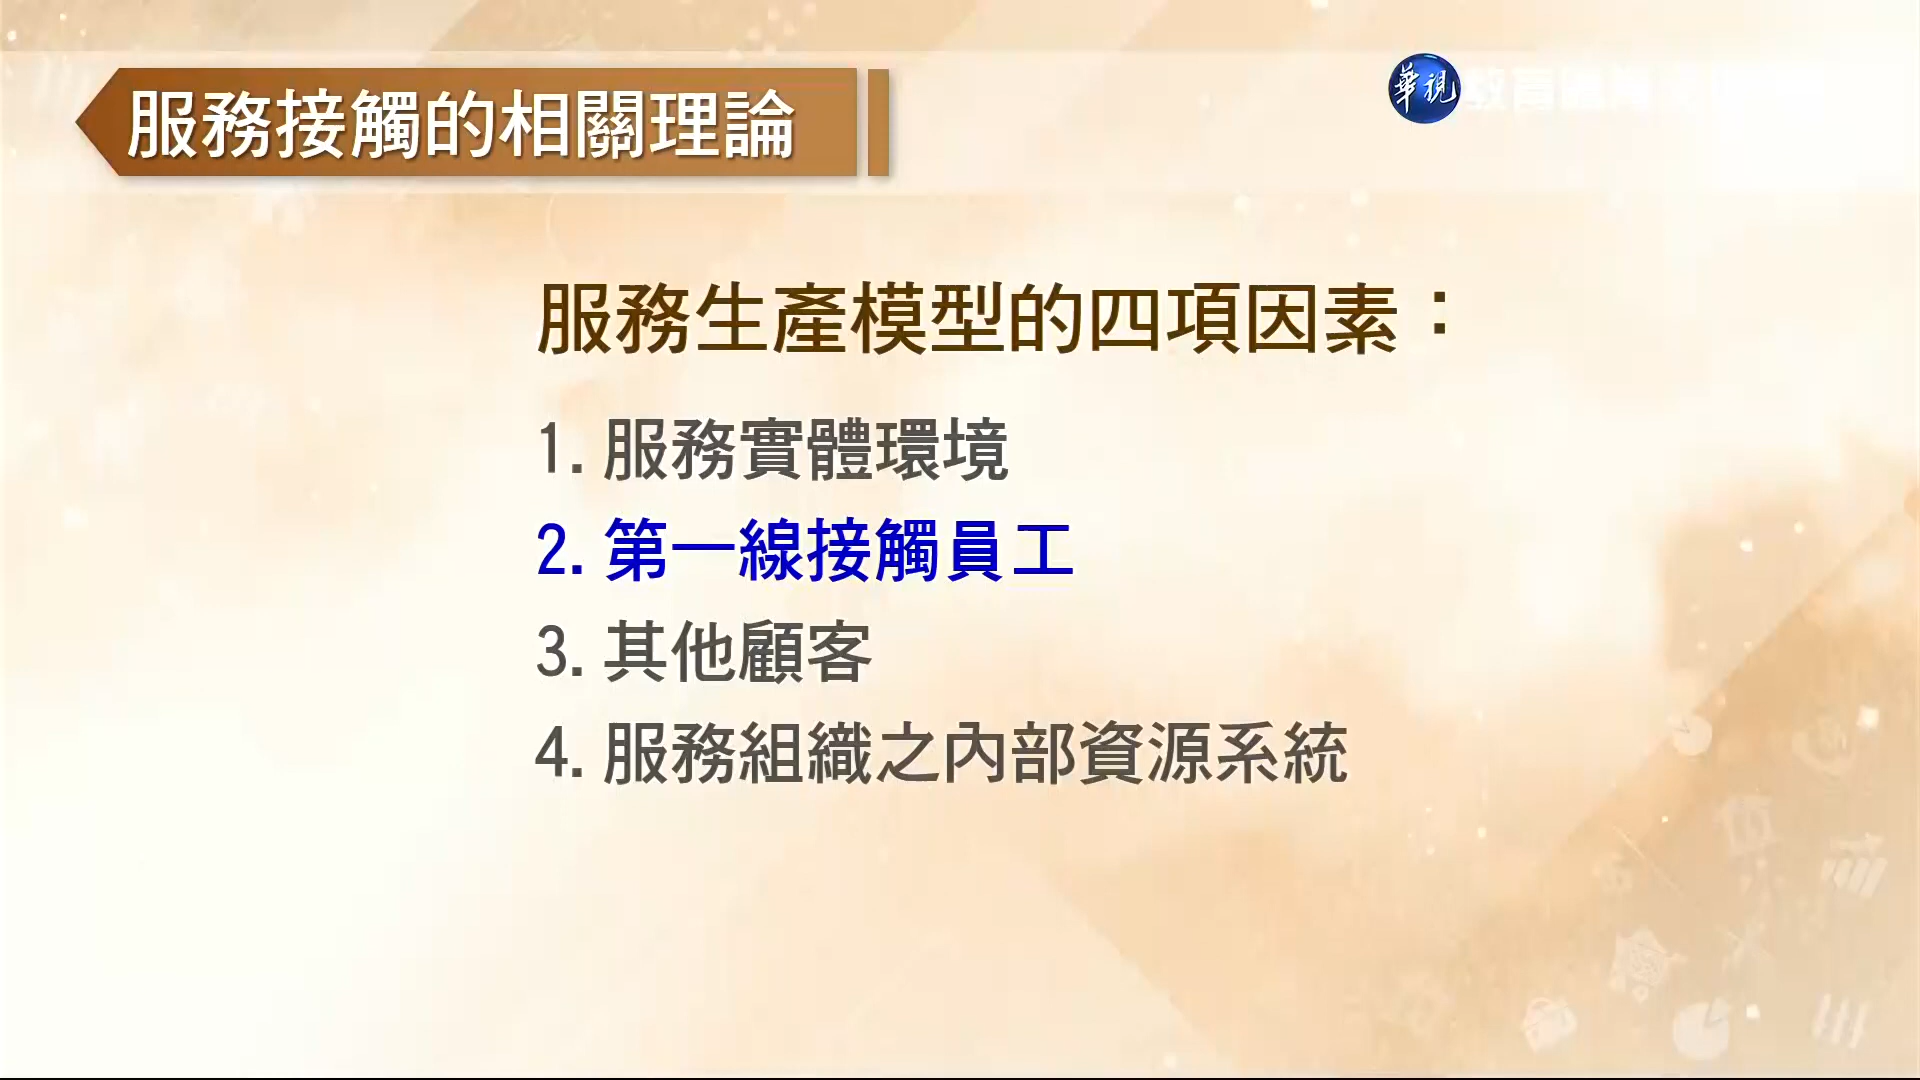 服務接觸的相關理論
華視
服務生產模型的四項因素：
1.服務實體環境
2.第一線接觸員工
3.其他顧客
4.服務組織之內部資源系統